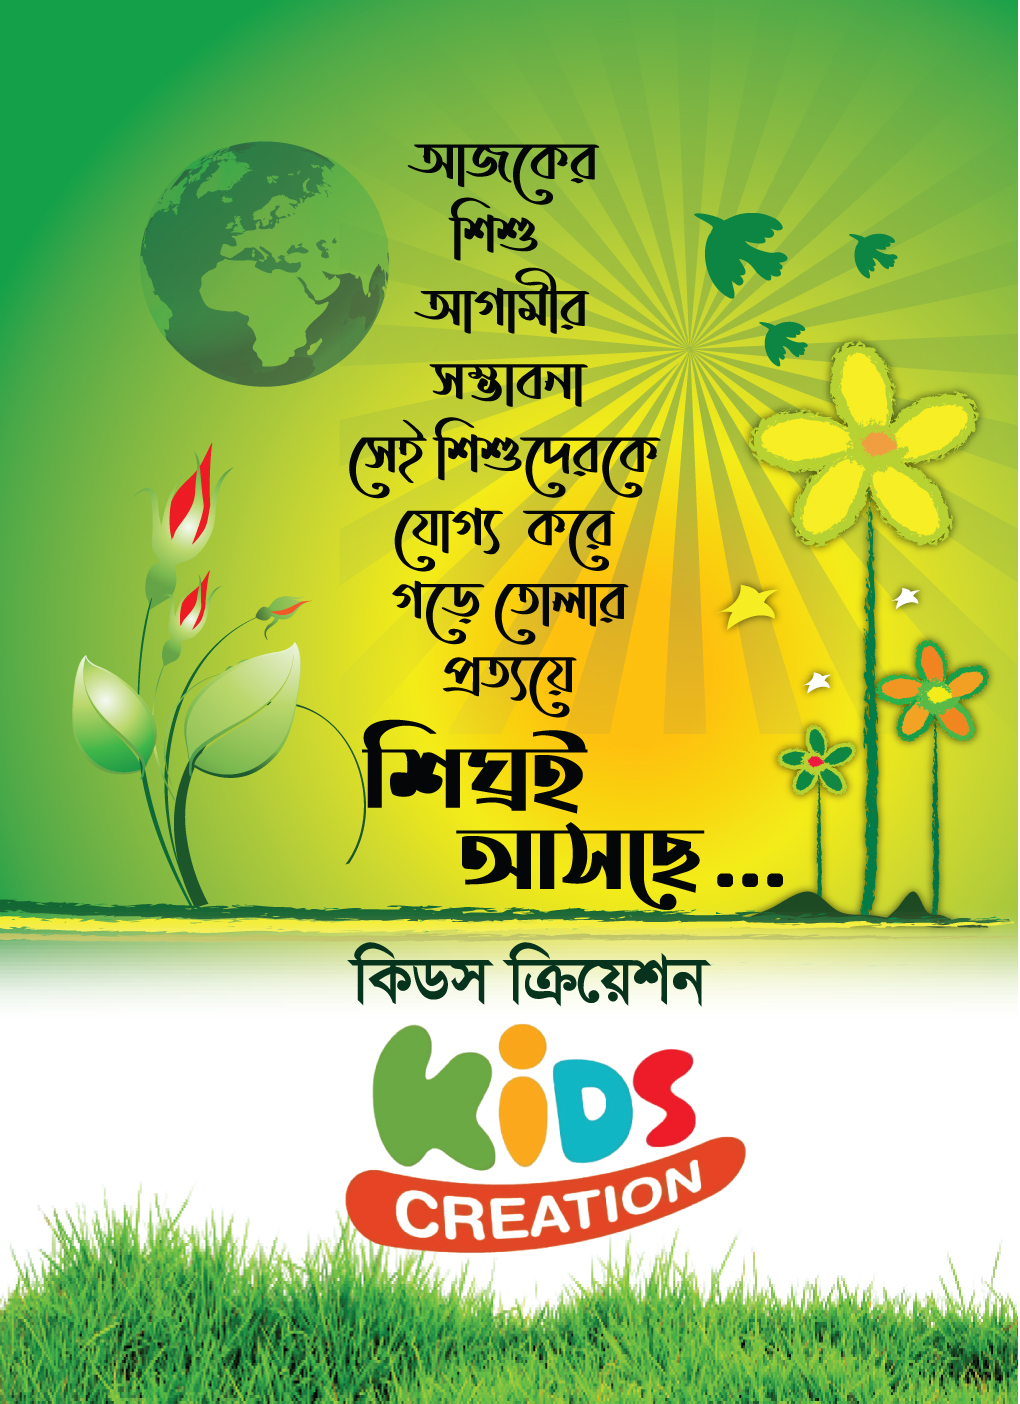 আজকের
শিশু
আগামীর
সম্ভাবনা
সেই শিশুদেরকে
যোগ্য করে
গড়ে তোলার
প্রত্যয়ে
শিঘ্রই
আসছে...
কিডস ক্রিয়েশন
KiDS
CREATION